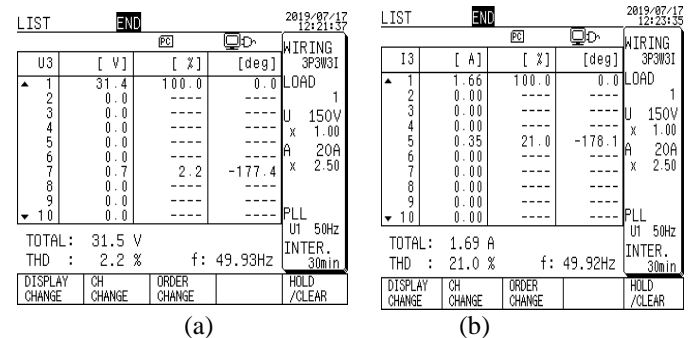 LIST END 2019/07/17
12:21:37
PC
WIRING
3P3W3I
U3 [ V] [ %] [deg]
LOAD
1
▲ 1 31.4 100.0 0.0
2 0.0 ---- ----
3 0.0 ---- ----
4 0.0 ---- ----
5 0.0 ---- ----
6 0.0 ---- ----
7 0.7 2.2 -177.4
8 0.0 ---- ----
9 0.0 ---- ----
▼ 10 0.0 ---- ----
U 150V
x 1.00
A 20A
x 2.50
PLL
U1 50Hz
INTER.
30min
TOTAL: 31.5 V
THD : 2.2 % f: 49.93Hz
DISPLAY CHANGE
CH CHANGE
ORDER CHANGE
HOLD /CLEAR
(a)
LIST END 2019/07/17
12:23:35
PC
WIRING
3P3W3I
I3 [ A] [ %] [deg]
LOAD
1
▲ 1 1.66 100.0 0.0
2 0.00 ---- ----
3 0.00 ---- ----
4 0.00 ---- ----
5 0.35 21.0 -178.1
6 0.00 ---- ----
7 0.00 ---- ----
8 0.00 ---- ----
9 0.00 ---- ----
▼ 10 0.00 ---- ----
U 150V
x 1.00
A 20A
x 2.50
PLL
U1 50Hz
INTER.
30min
TOTAL: 1.69 A
THD : 21.0 % f: 49.92Hz
DISPLAY CHANGE
CH CHANGE
ORDER CHANGE
HOLD /CLEAR
(b)